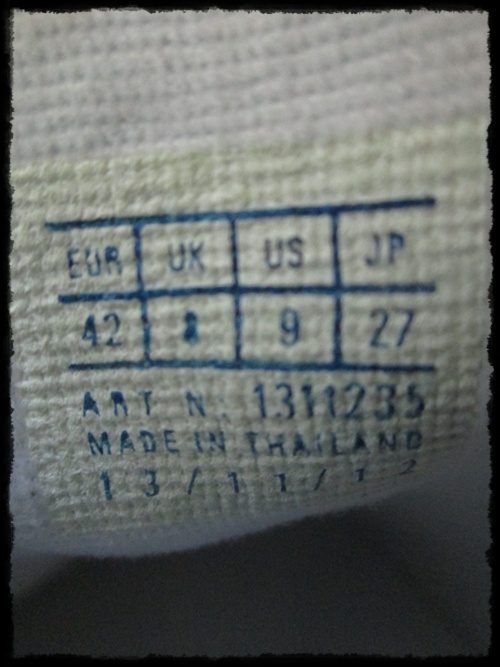 EUR UK US JP
42 8 9 27
ART N: 1311235
MADE IN THAILAND
13/11/12